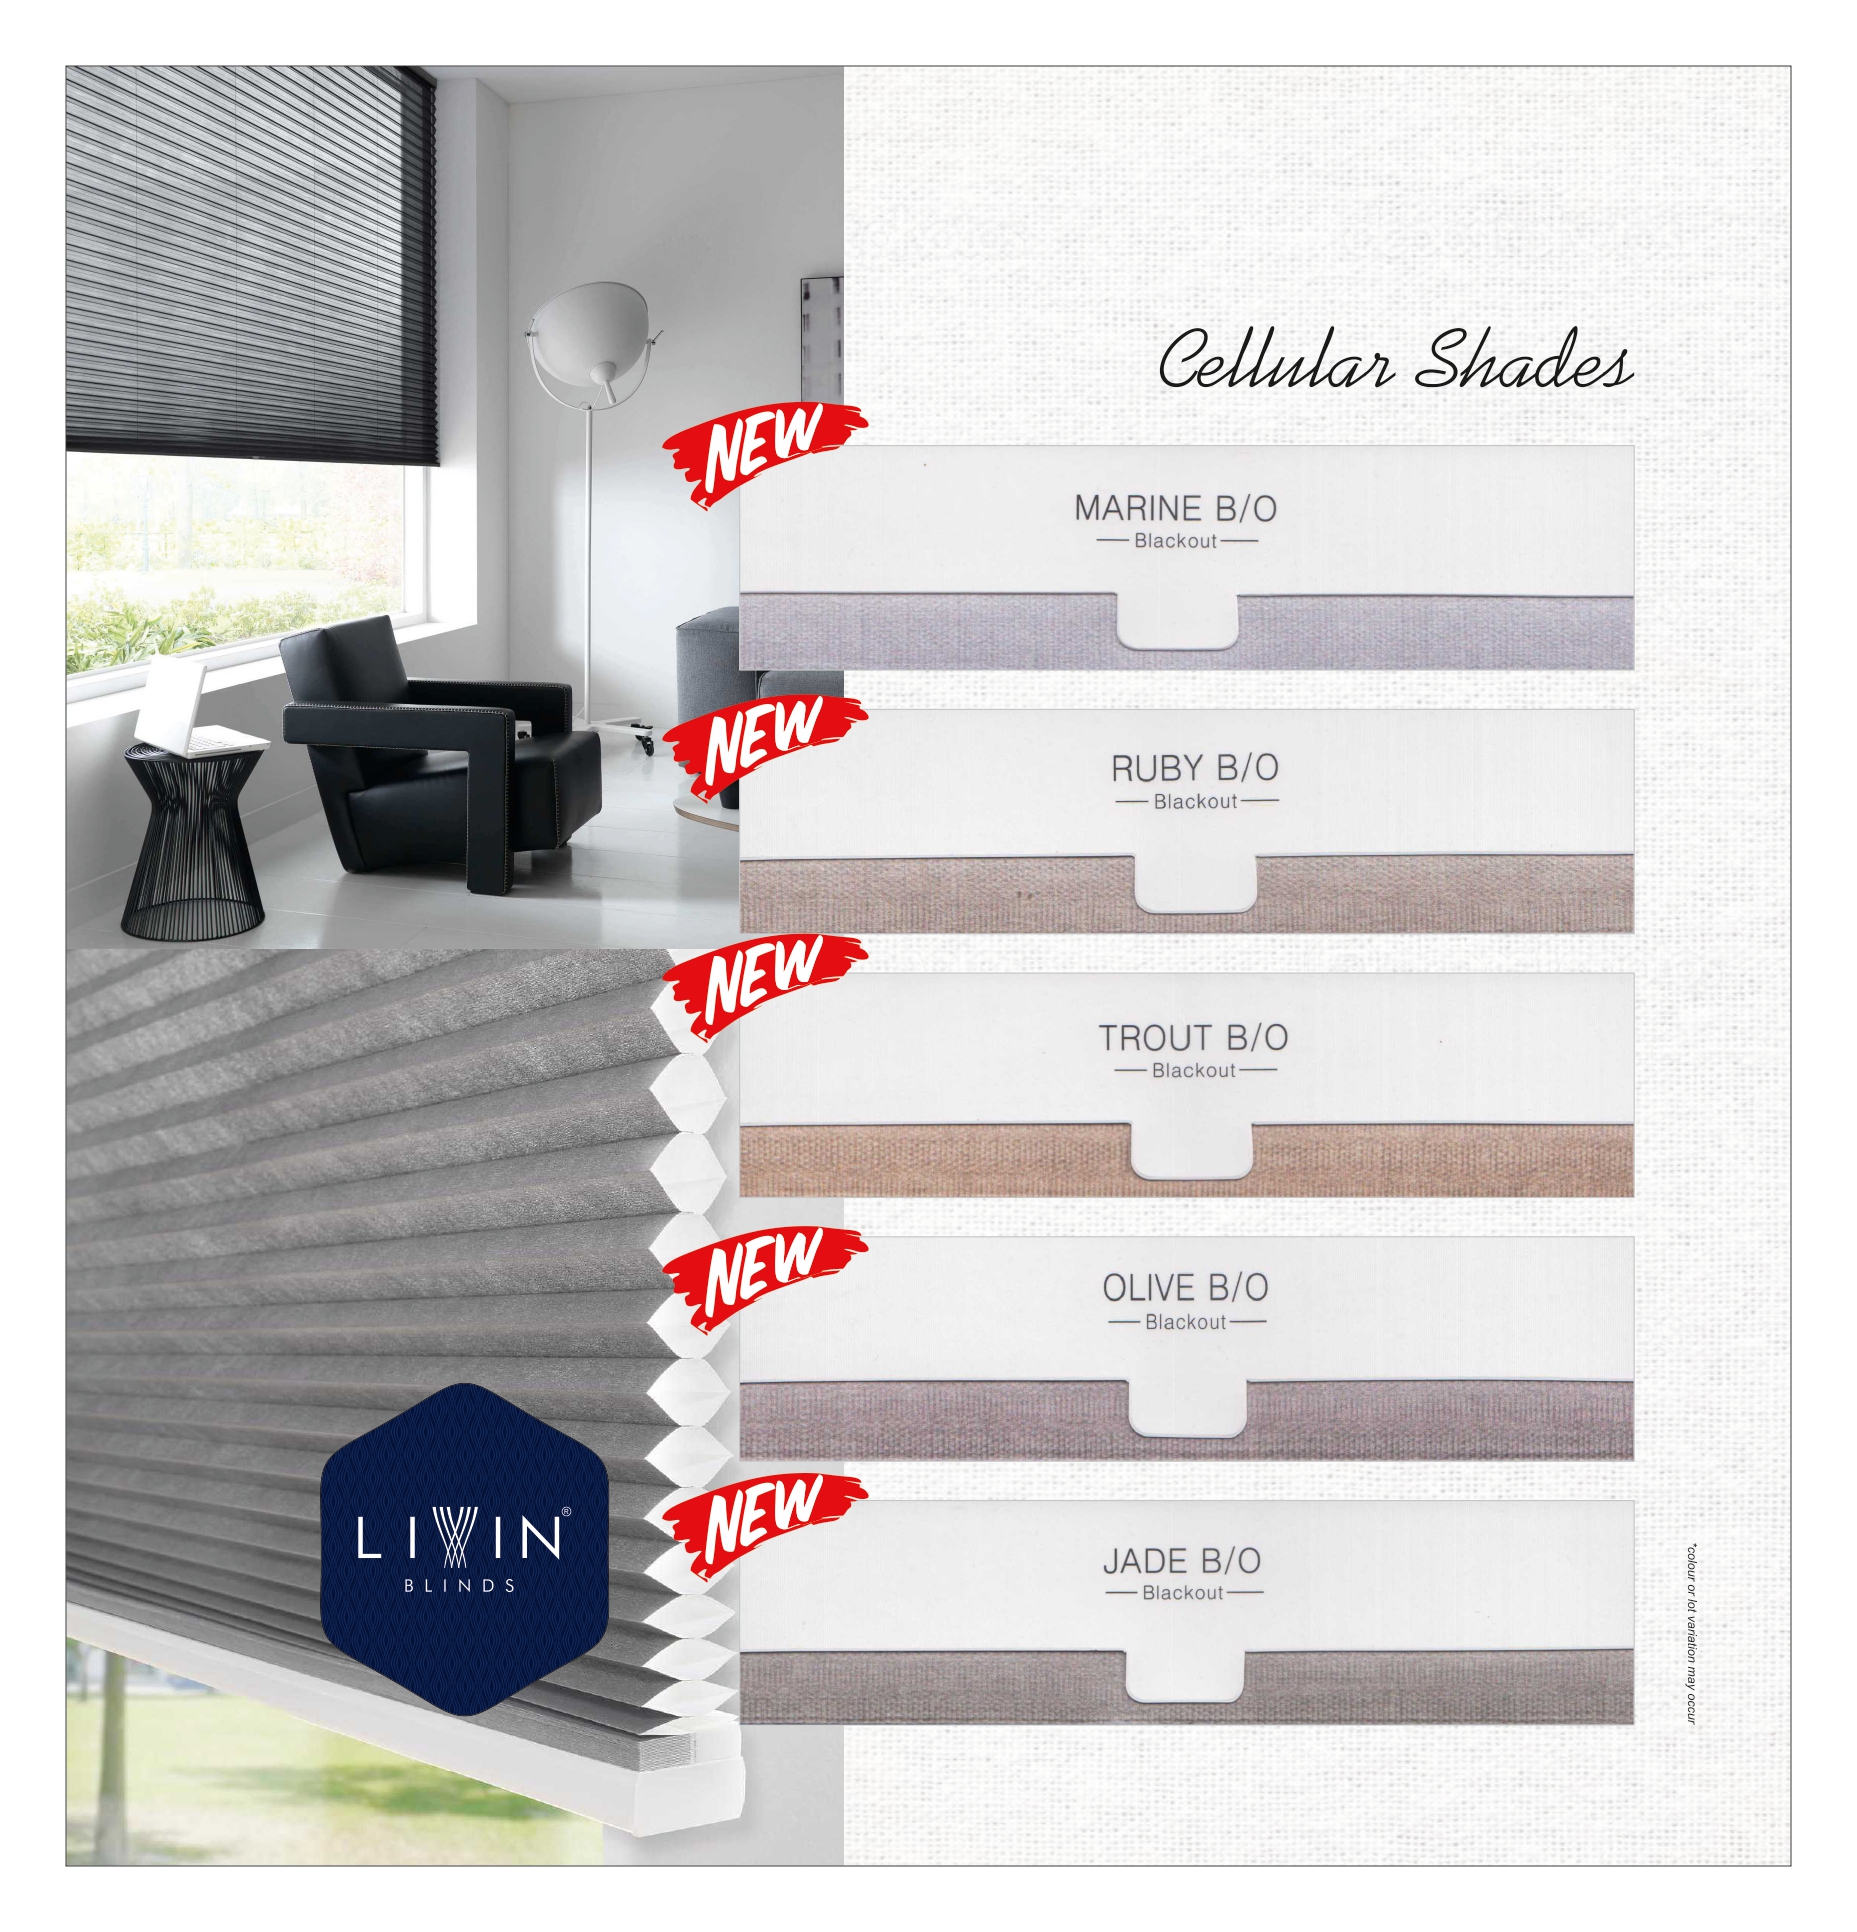 Cellular Shades
NEW
MARINE B/O
Blackout
NEW
RUBY B/O
Blackout
NEW
TROUT B/O
Blackout
NEW
OLIVE B/O
Blackout
NEW
JADE B/O
Blackout
LIVIN®
BLINDS
*colour or lot variation may occur